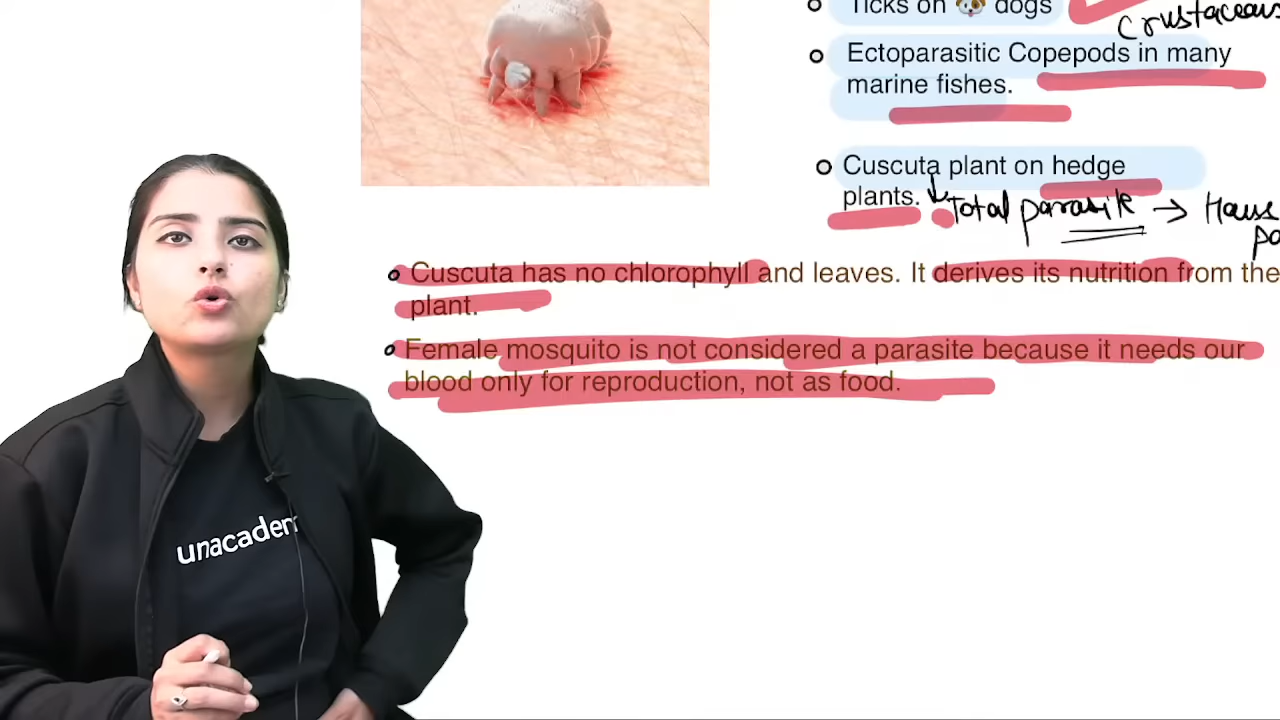 Ticks on 🐶 dogs
crustaceans
Ectoparasitic Copepods in many
marine fishes.
Cuscuta plant on hedge
plants.
Total parasite →
Cuscuta has no chlorophyll and leaves. It derives its nutrition from the
plant.
Female mosquito is not considered a parasite because it needs our
blood only for reproduction, not as food.
unacadem